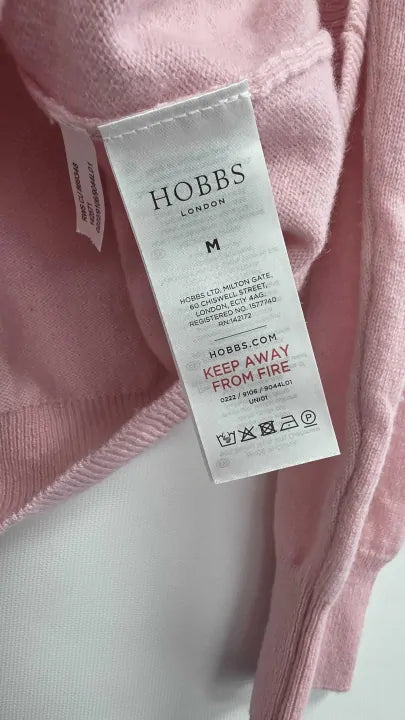 HOBBS
LONDON
M
HOBBS LTD, MILTON GATE,
60 CHISWELL STREET,
LONDON, EC1Y 4AG.
REGISTERED NO. 1577740
RN:142172
HOBBS.COM
KEEP AWAY
FROM FIRE
0222 / 9106 / 9044L01
UNI01